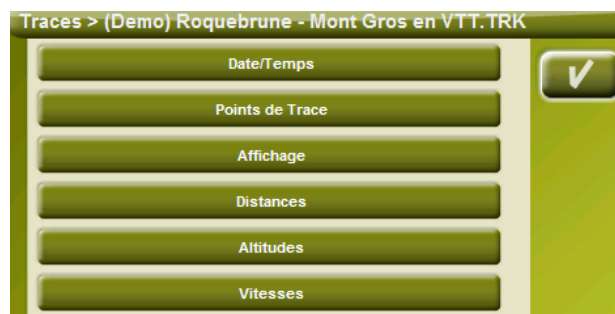 Traces > (Demo) Roquebrune - Mont Gros en VTT.TRK
Date/Temps
Points de Trace
Affichage
Distances
Altitudes
Vitesses